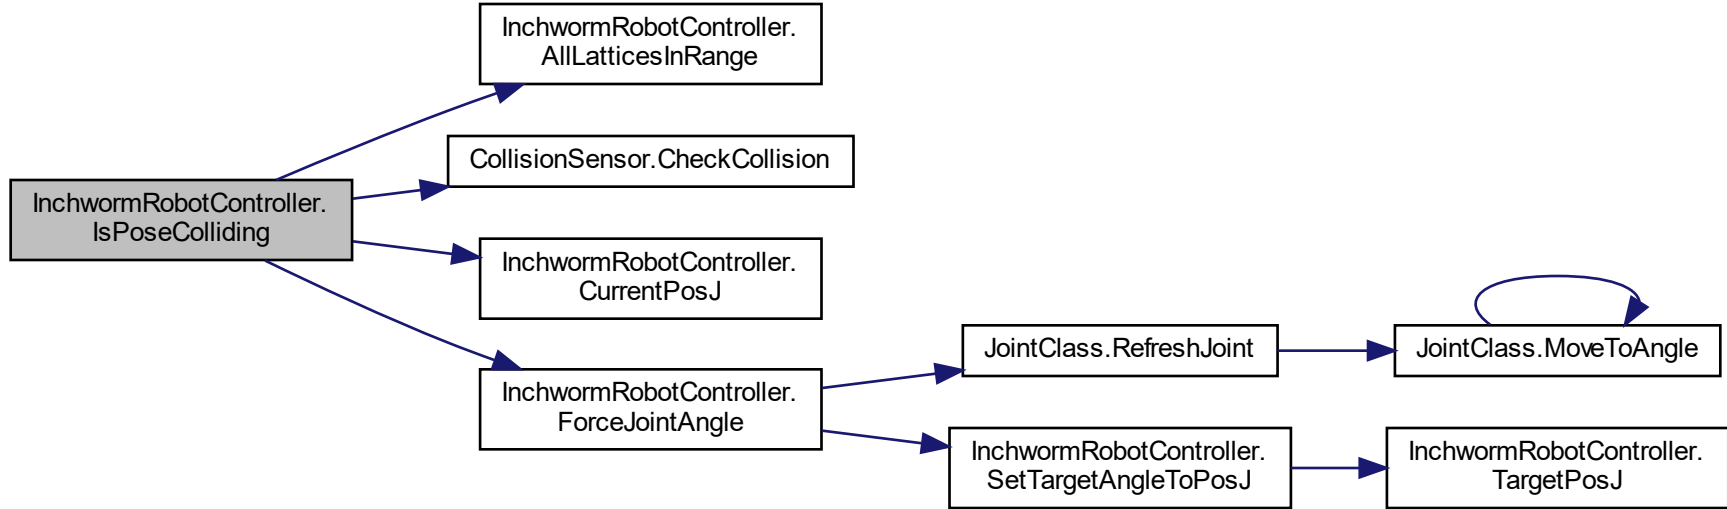 InchwormRobotController.
AllLatticesInRange
CollisionSensor.CheckCollision
InchwormRobotController.
IsPoseColliding
InchwormRobotController.
CurrentPosJ
InchwormRobotController.
ForceJointAngle
JointClass.RefreshJoint
JointClass.MoveToAngle
InchwormRobotController.
SetTargetAngleToPosJ
InchwormRobotController.
TargetPosJ